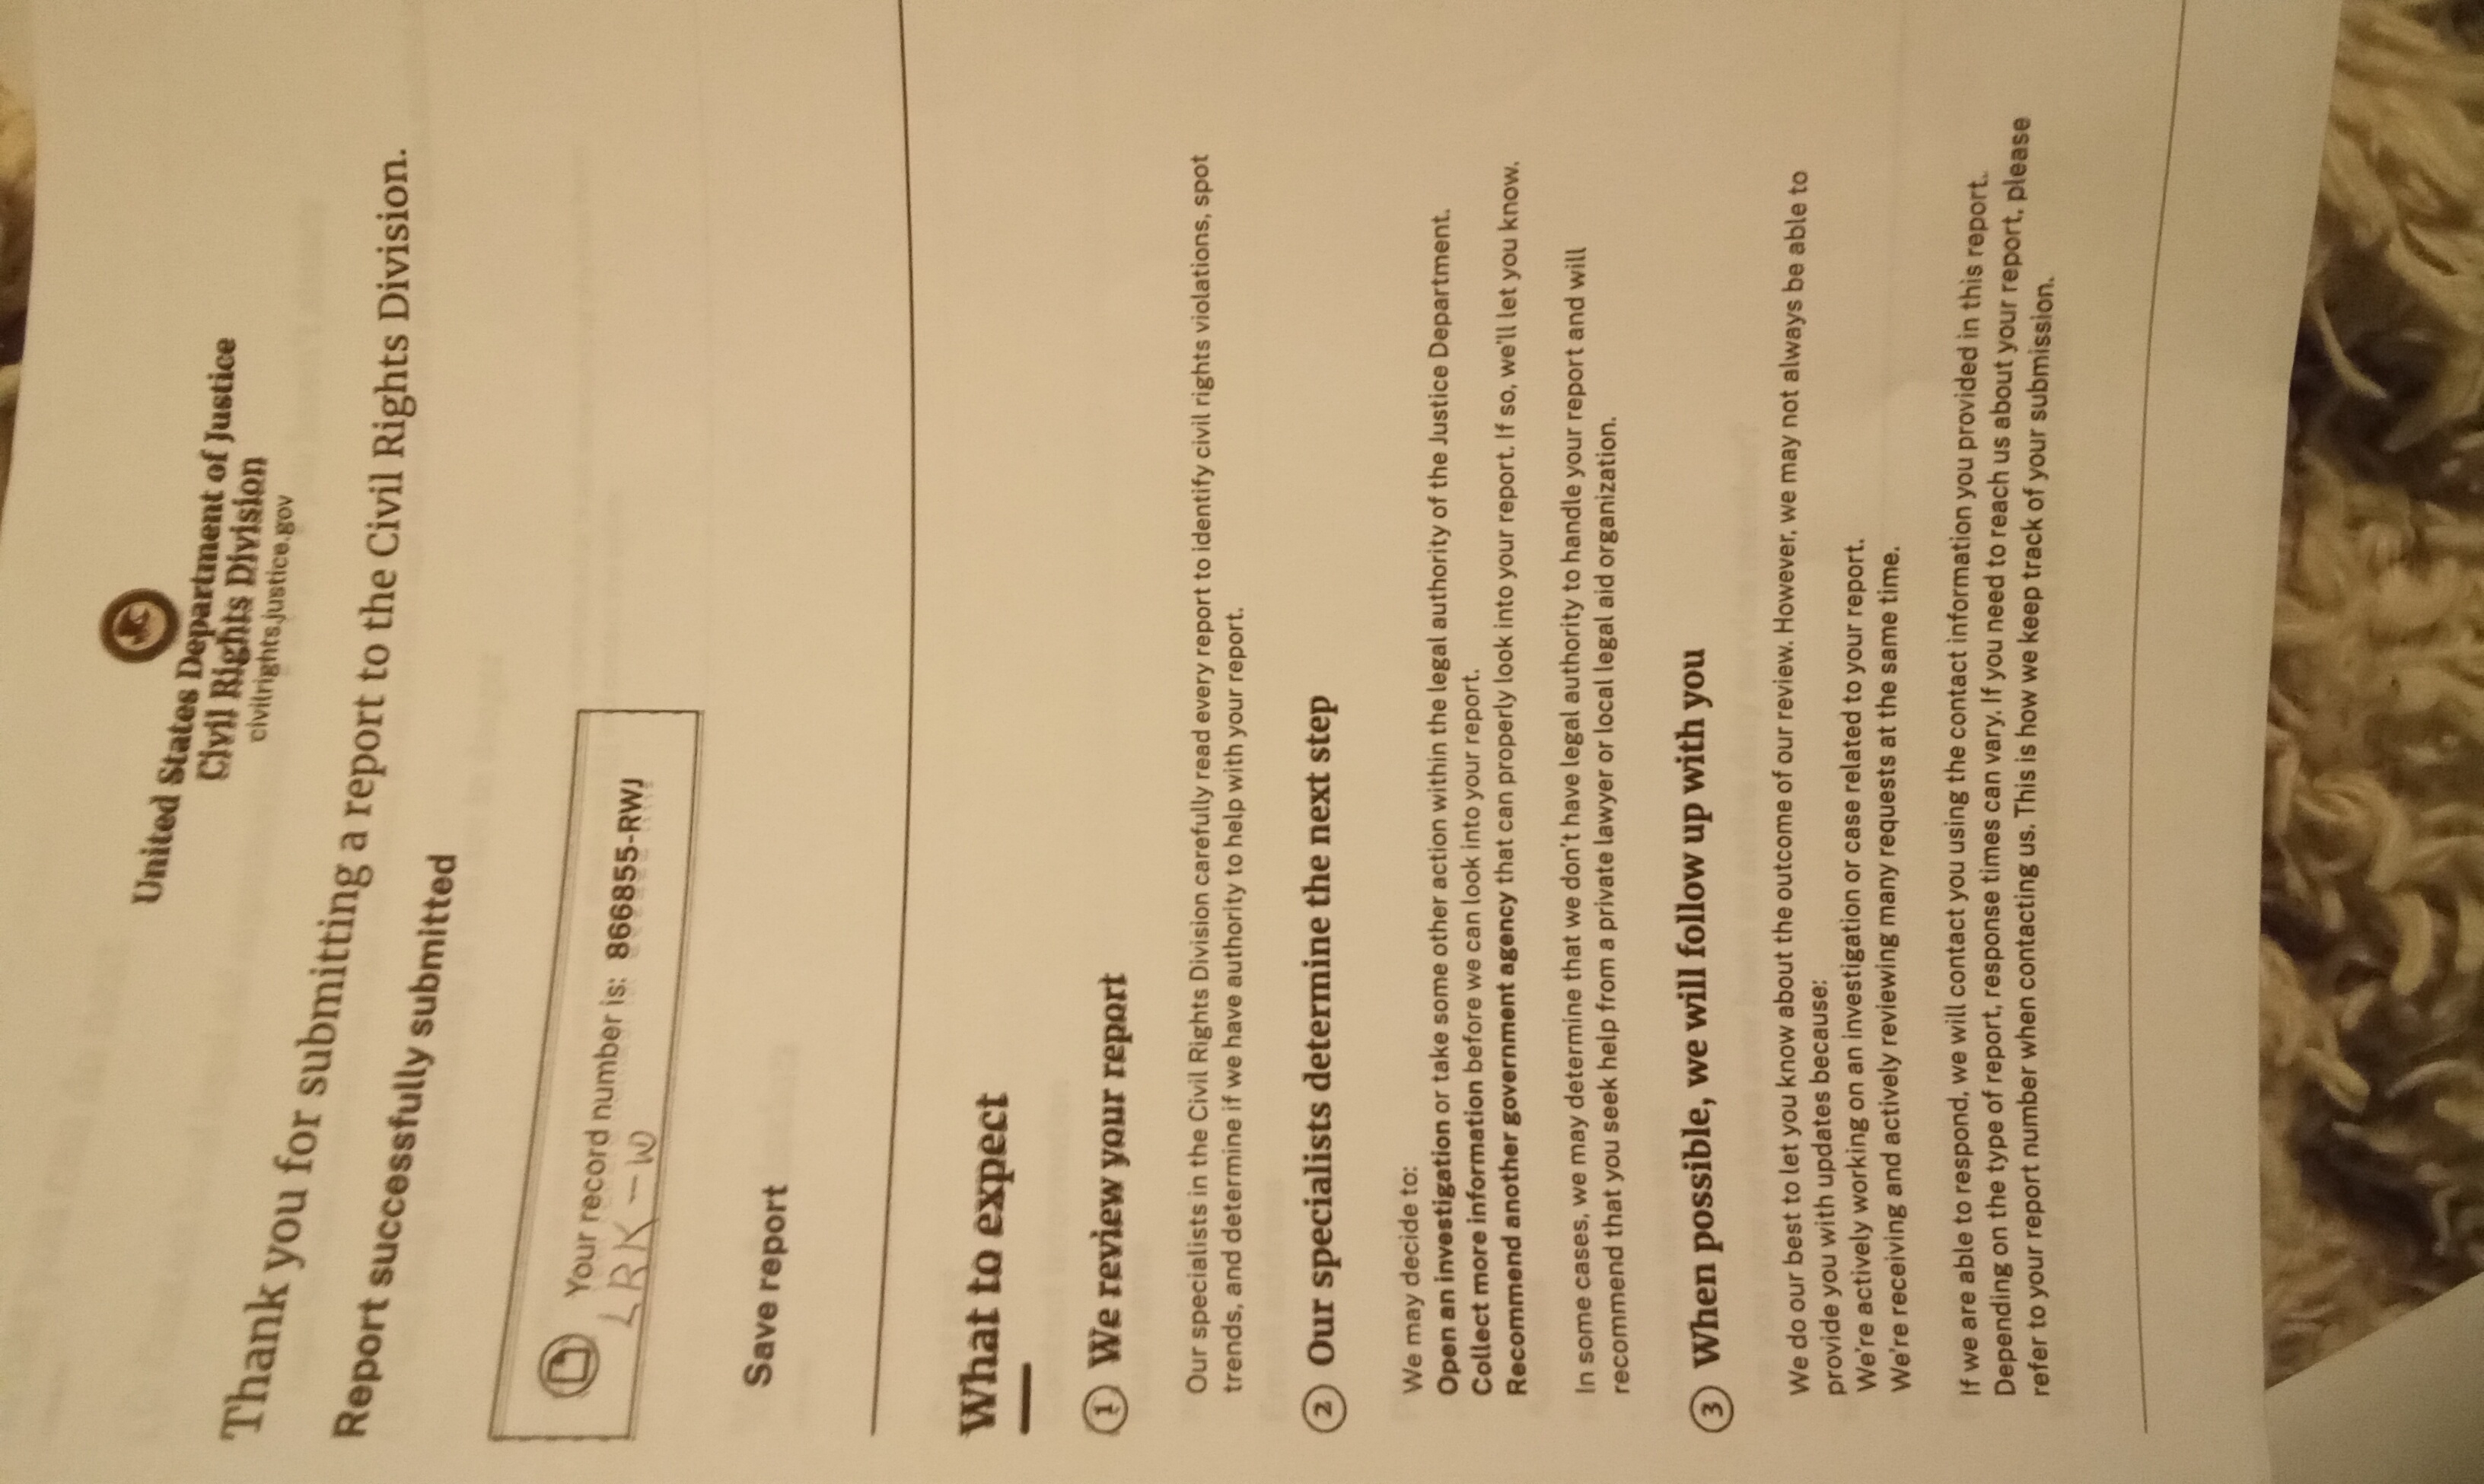 United States Department of Justice
Civil Rights Division
civilrights.justice.gov
Thank you for submitting a report to the Civil Rights Division.
Report successfully submitted
Your record number is: 866855-RWJ
LRK-W
Save report
What to expect
1 We review your report
Our specialists in the Civil Rights Division carefully read every report to identify civil rights violations, spot
trends, and determine if we have authority to help with your report.
2 Our specialists determine the next step
We may decide to:
Open an investigation or take some other action within the legal authority of the Justice Department.
Collect more information before we can look into your report.
Recommend another government agency that can properly look into your report. If so, we'll let you know.
In some cases, we may determine that we don't have legal authority to handle your report and will
recommend that you seek help from a private lawyer or local legal aid organization.
3 When possible, we will follow up with you
We do our best to let you know about the outcome of our review. However, we may not always be able to
provide you with updates because:
We're actively working on an investigation or case related to your report.
We're receiving and actively reviewing many requests at the same time.
If we are able to respond, we will contact you using the contact information you provided in this report.
Depending on the type of report, response times can vary. If you need to reach us about your report, please
refer to your report number when contacting us. This is how we keep track of your submission.